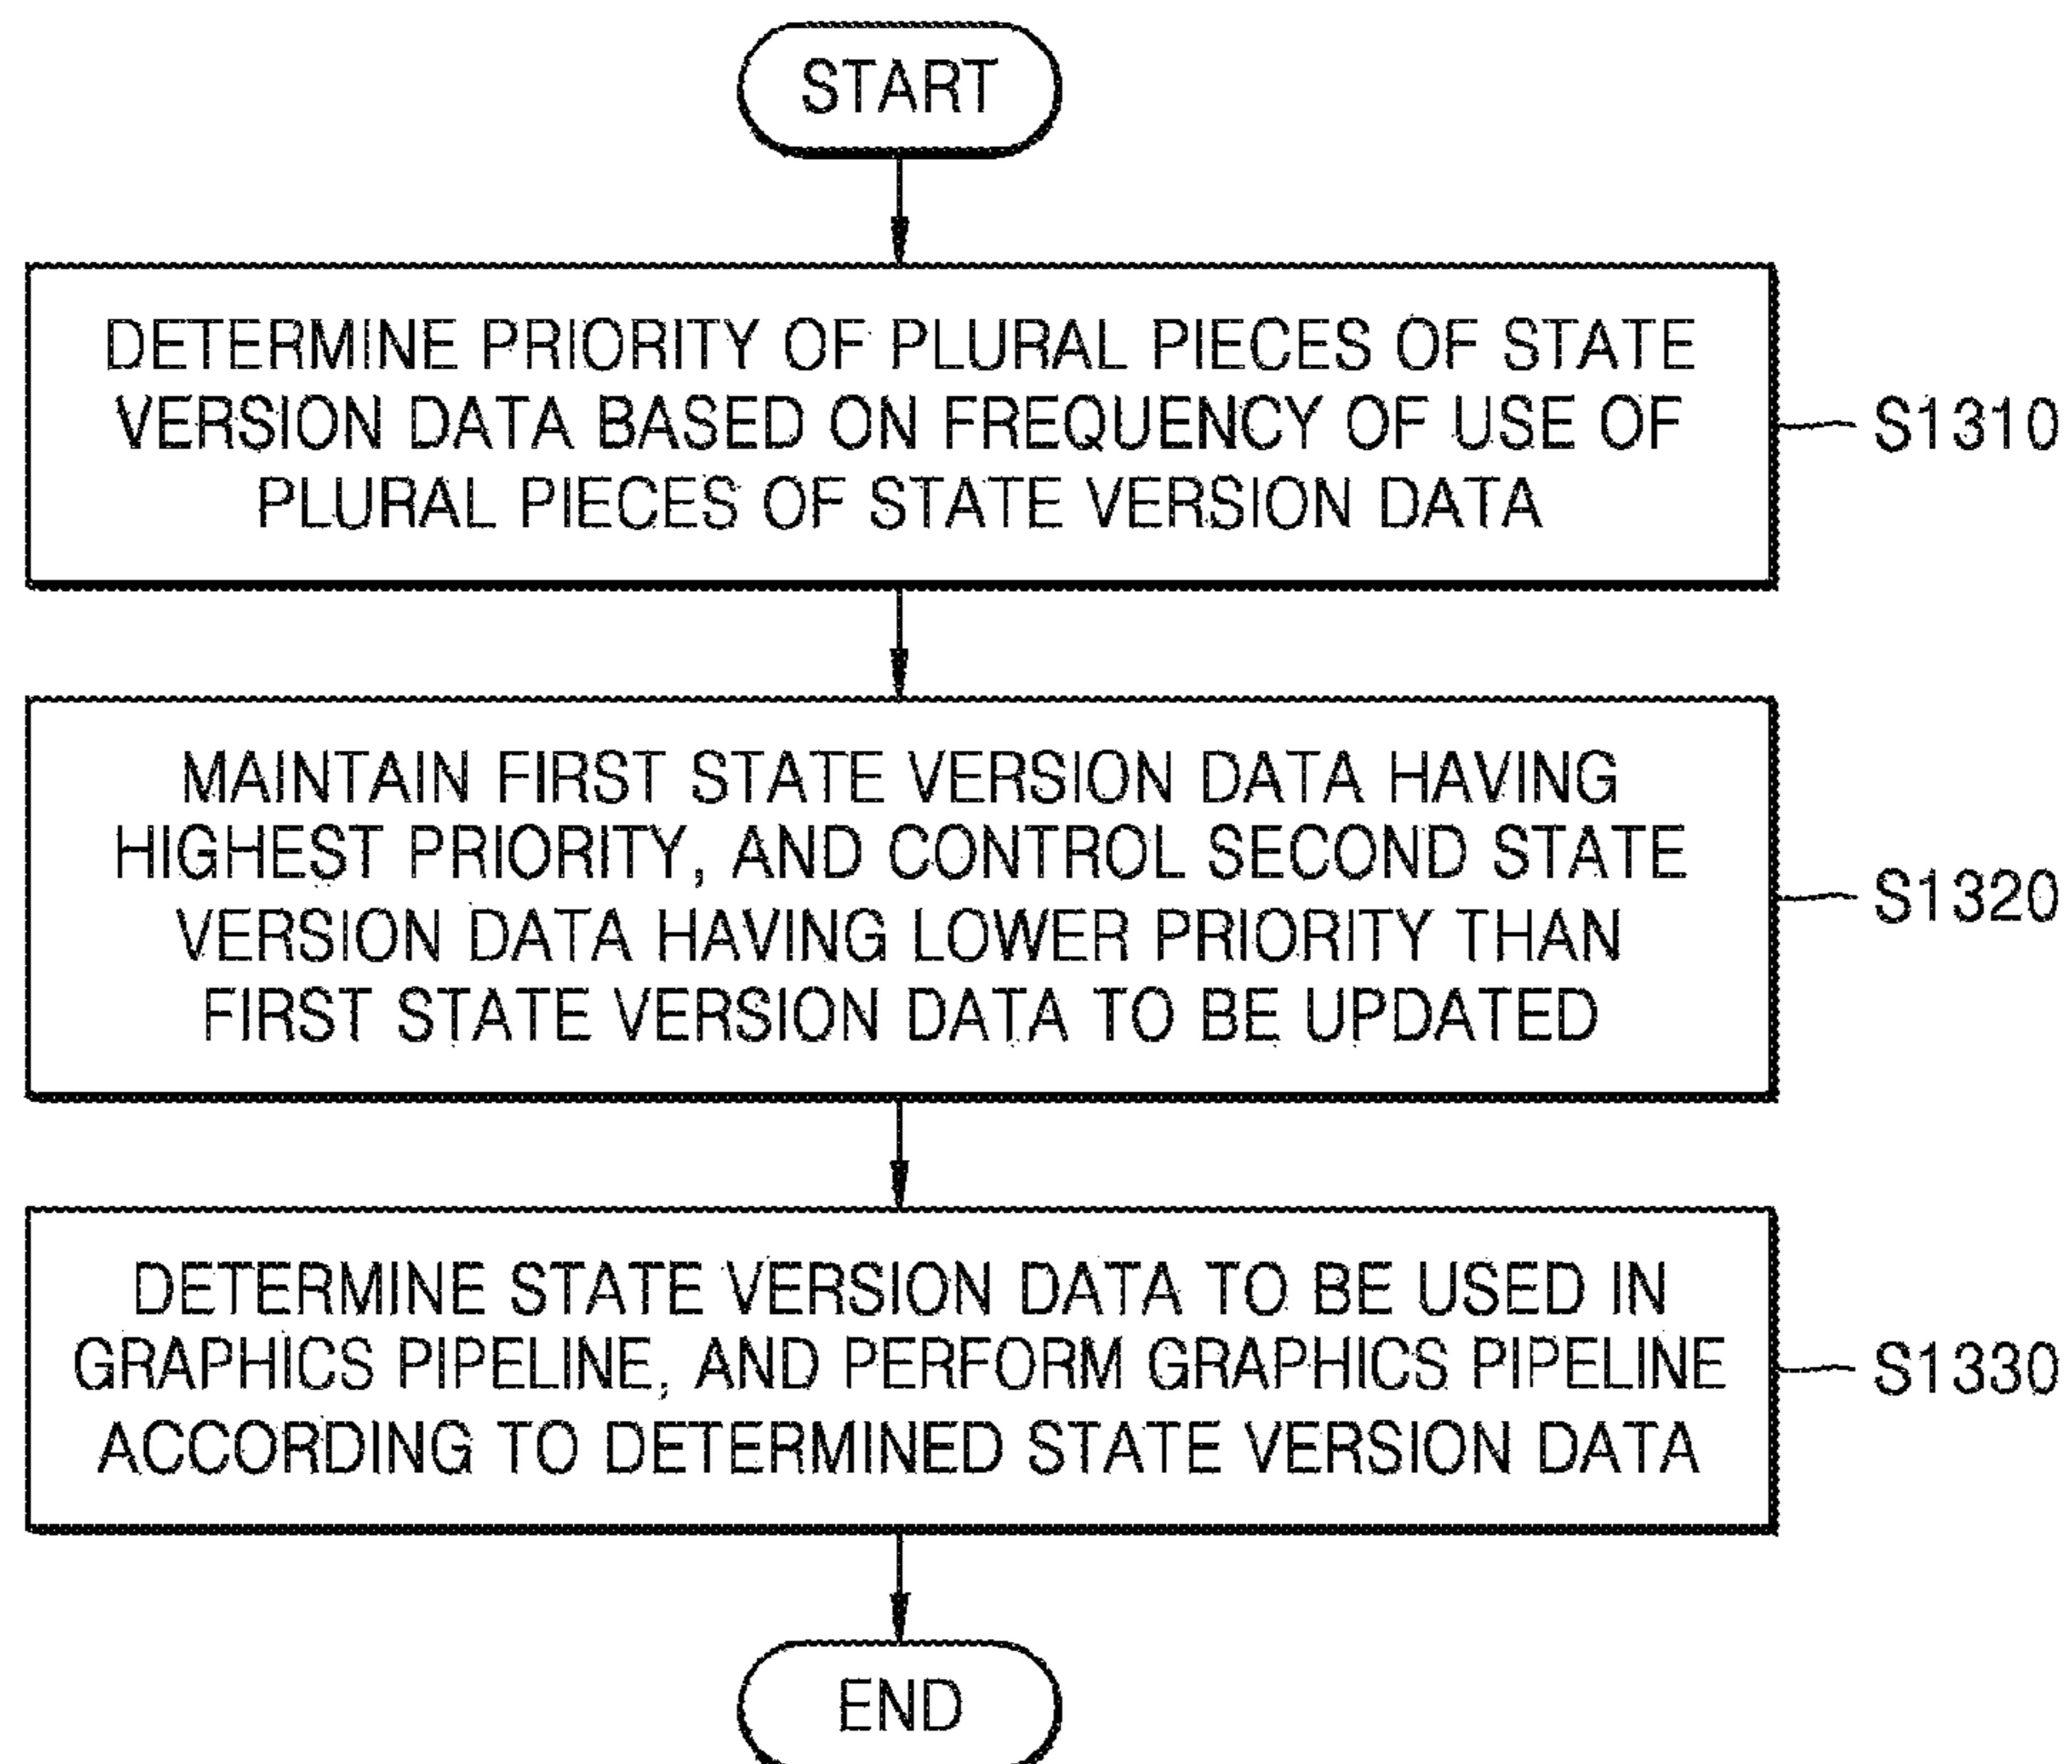 START
DETERMINE PRIORITY OF PLURAL PIECES OF STATE
VERSION DATA BASED ON FREQUENCY OF USE OF
PLURAL PIECES OF STATE VERSION DATA
S1310
MAINTAIN FIRST STATE VERSION DATA HAVING
HIGHEST PRIORITY, AND CONTROL SECOND STATE
VERSION DATA HAVING LOWER PRIORITY THAN
FIRST STATE VERSION DATA TO BE UPDATED
S1320
DETERMINE STATE VERSION DATA TO BE USED IN
GRAPHICS PIPELINE, AND PERFORM GRAPHICS PIPELINE
ACCORDING TO DETERMINED STATE VERSION DATA
S1330
END